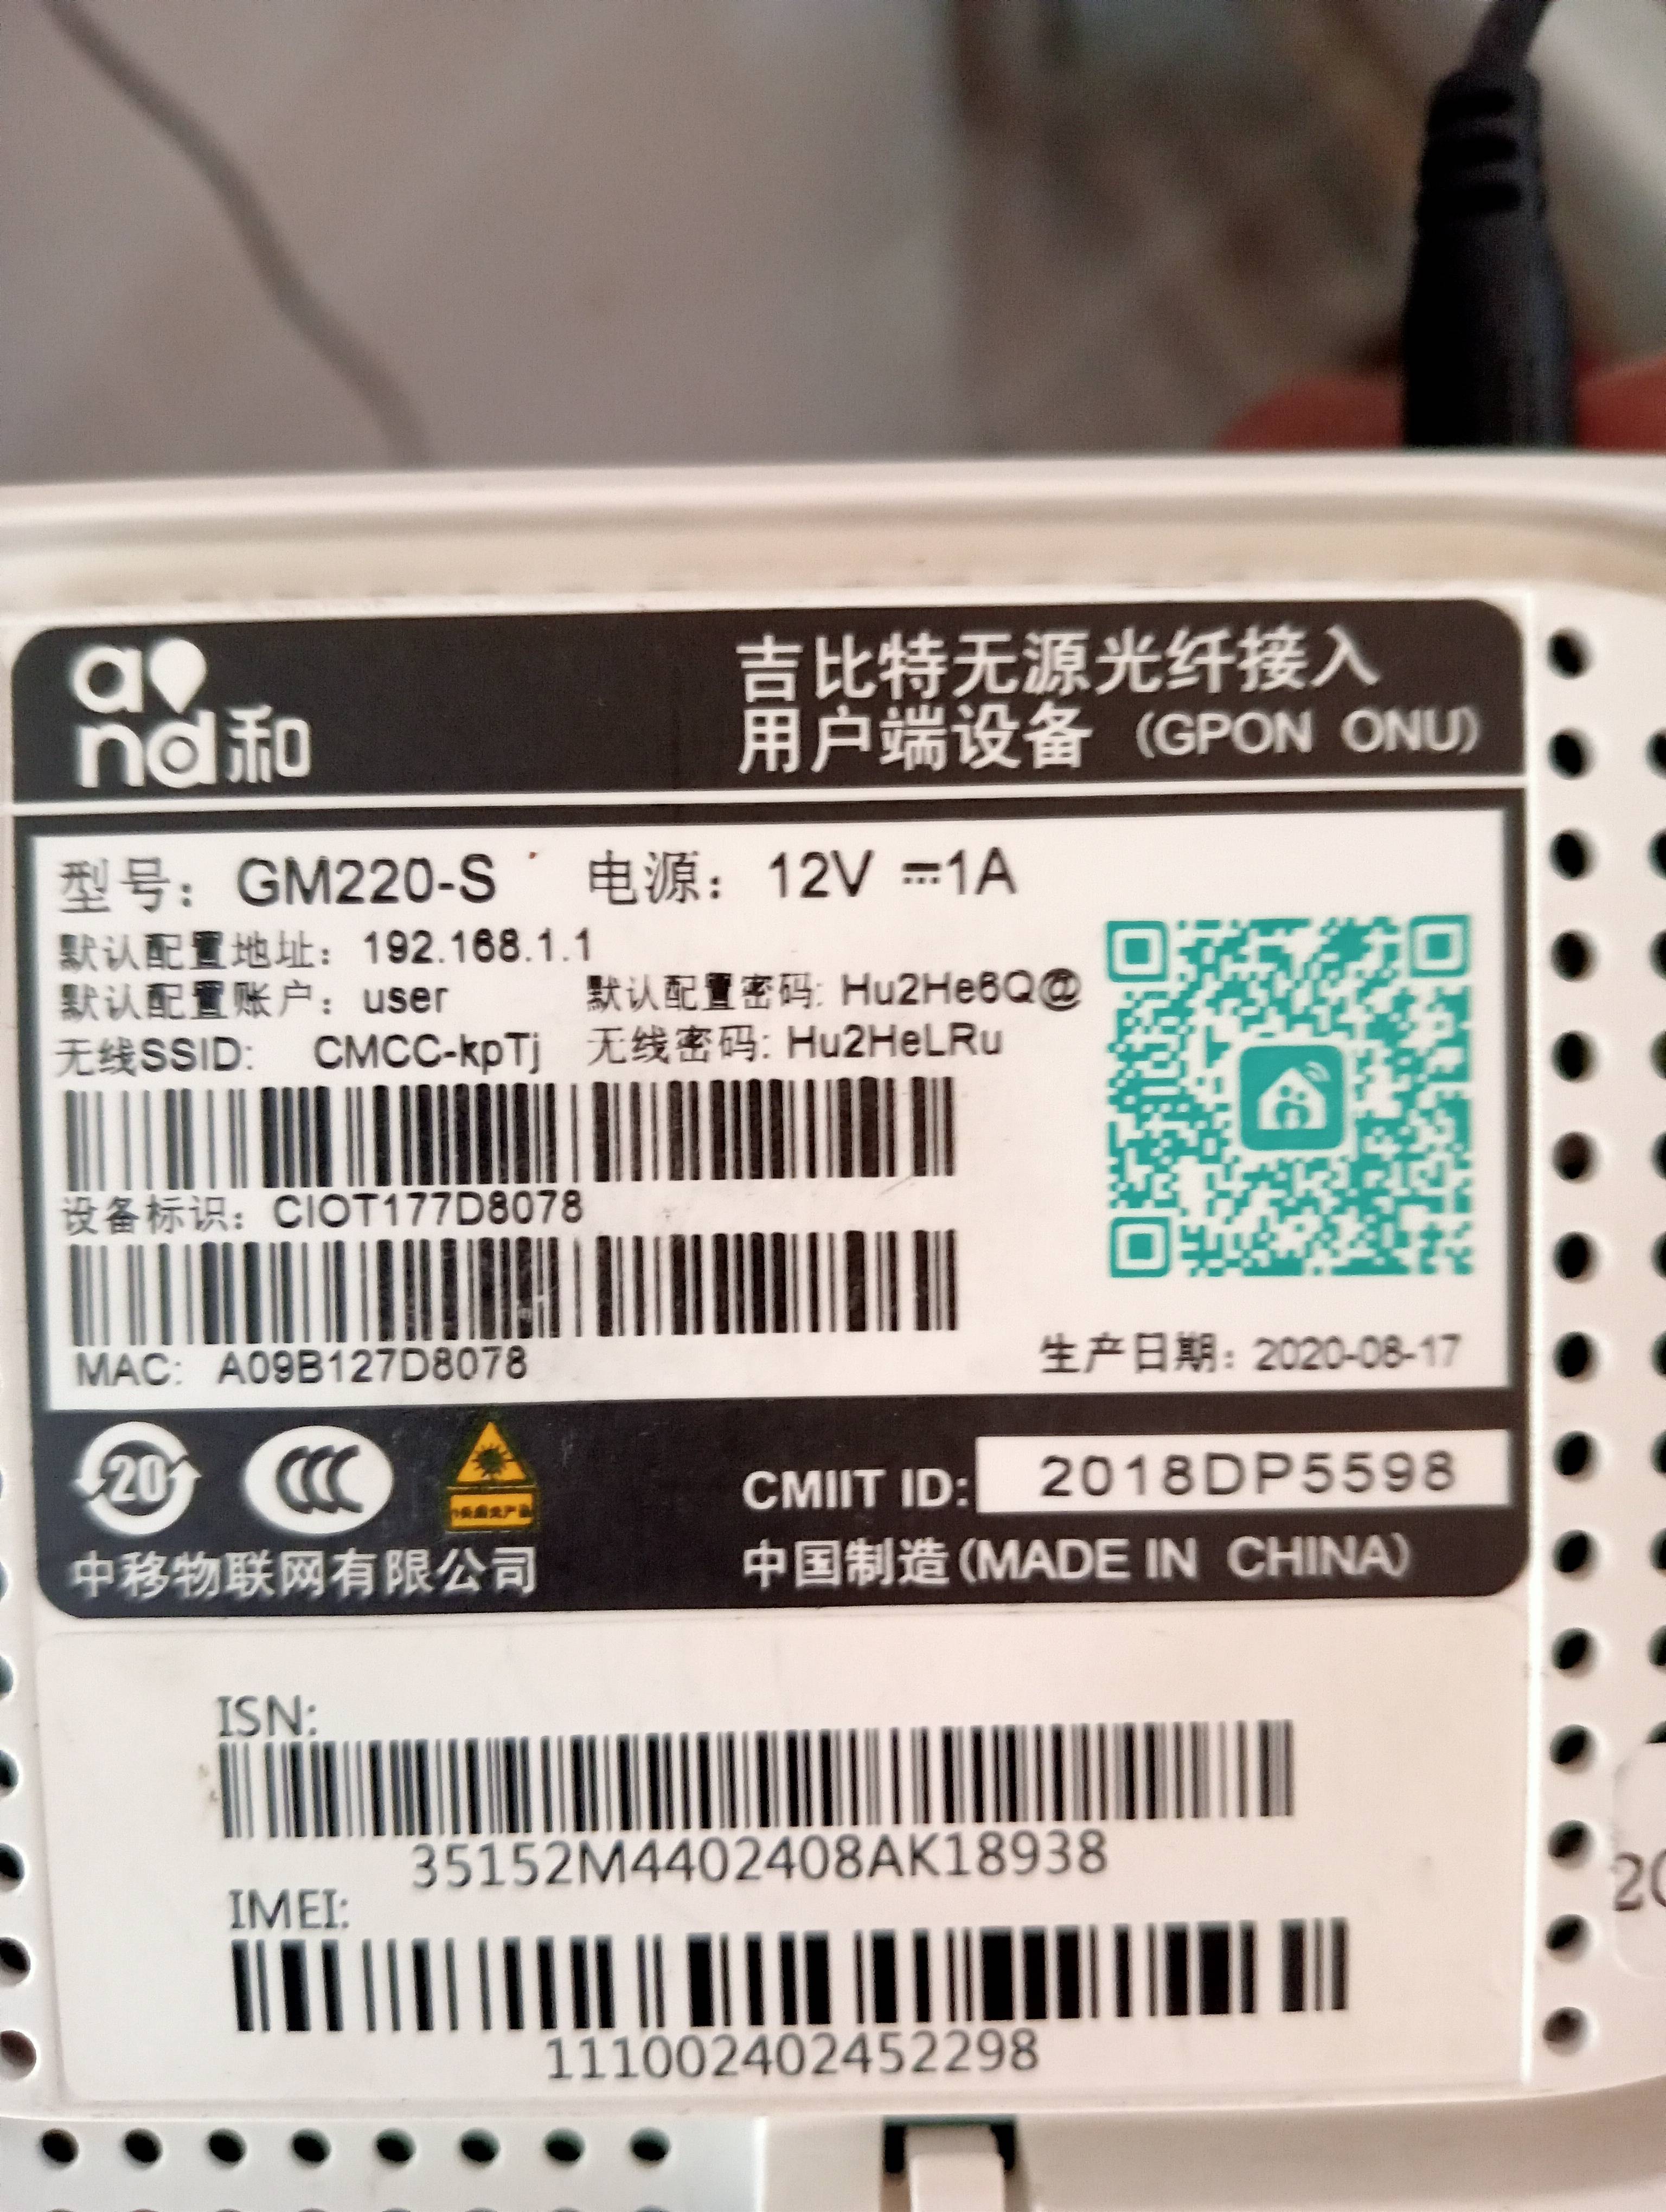 and和
吉比特无源光纤接入
用户端设备 (GPON ONU)
型号: GM220-S 电源: 12V ⎓1A
默认配置地址: 192.168.1.1
默认配置账户: user 默认配置密码: Hu2He6Q@
无线SSID: CMCC-kpTj 无线密码: Hu2HeLRu
设备标识: CIOT177D8078
MAC: A09B127D8078
生产日期: 2020-08-17
20
CCC
CMIIT ID: 2018DP5598
中移物联网有限公司
中国制造(MADE IN CHINA)
ISN:
35152M4402408AK18938
IMEI:
111002402452298